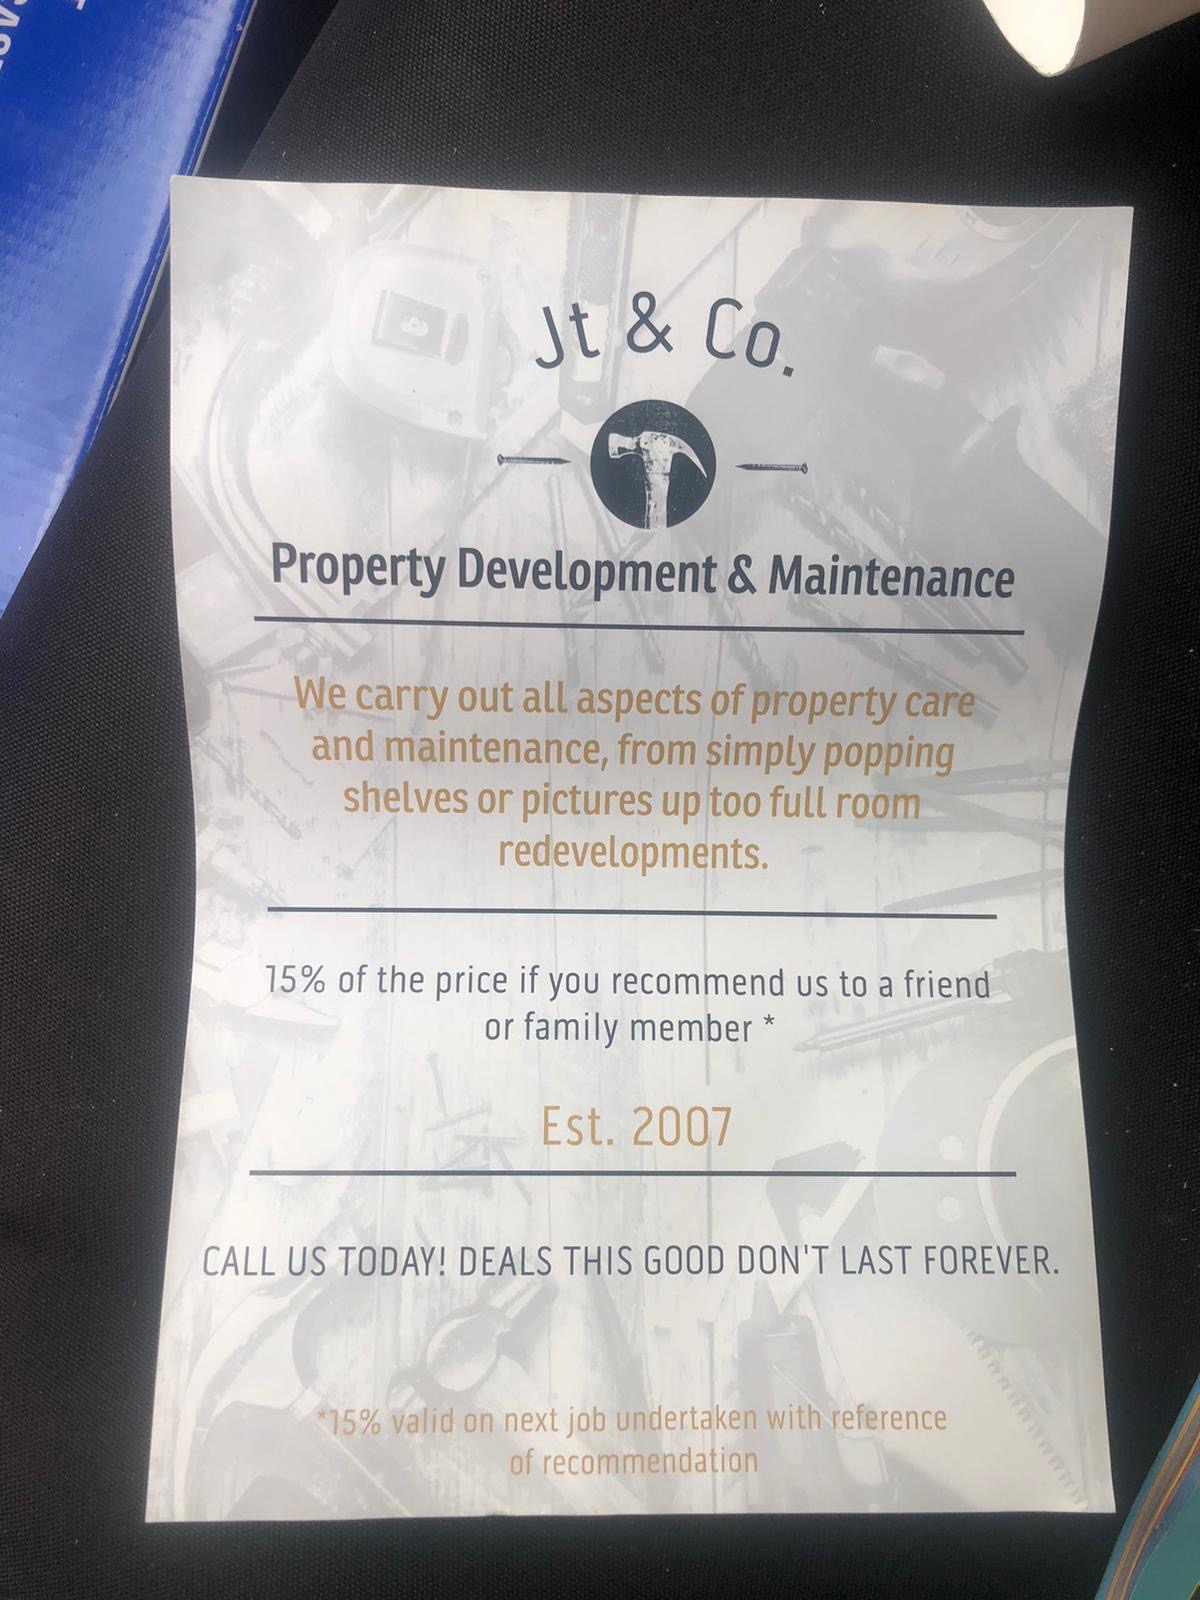 Jt & Co.
Property Development & Maintenance
We carry out all aspects of property care
and maintenance, from simply popping
shelves or pictures up too full room
redevelopments.
15% of the price if you recommend us to a friend
or family member *
Est. 2007
CALL US TODAY! DEALS THIS GOOD DON'T LAST FOREVER.
*15% valid on next job undertaken with reference
of recommendation